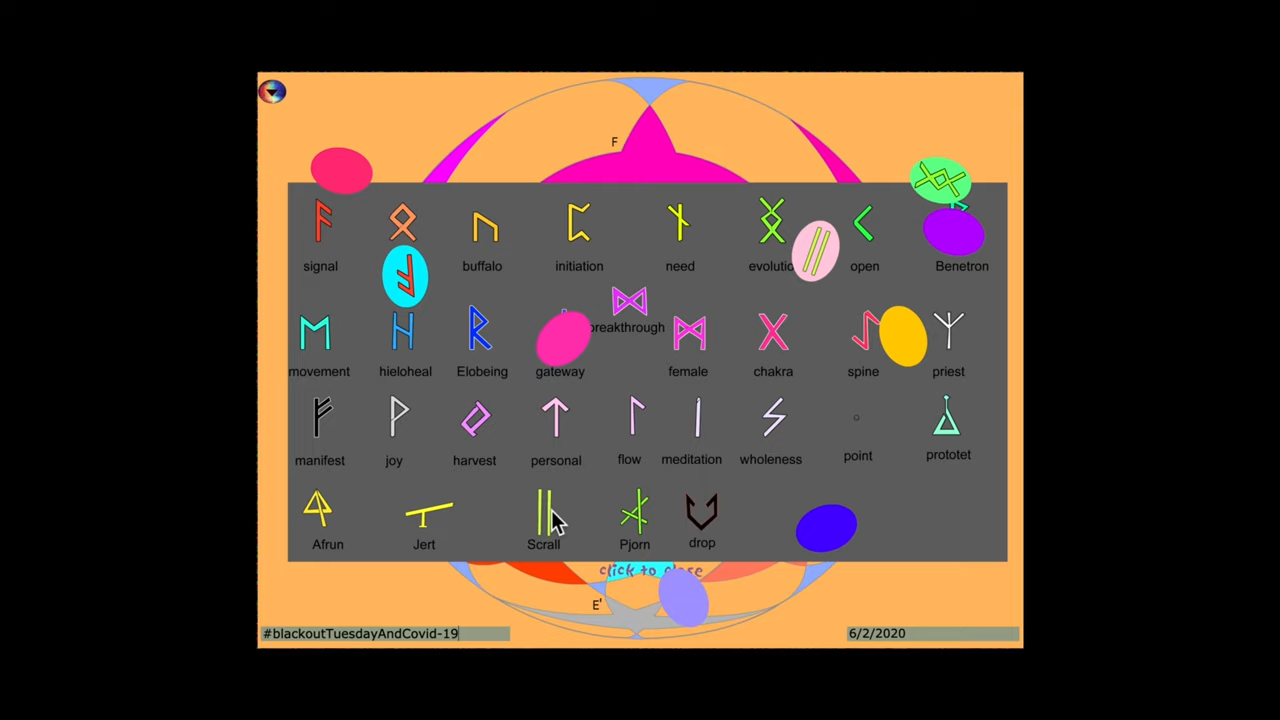 F
signal
buffalo
initiation
need
evolutio
open
Benetron
breakthrough
movement
hieloheal
Elobeing
gateway
female
chakra
spine
priest
manifest
joy
harvest
personal
flow
meditation
wholeness
point
prototet
Afrun
Jert
Scrall
Pjorn
drop
click to close
E'
#blackoutTuesdayAndCovid-19
6/2/2020